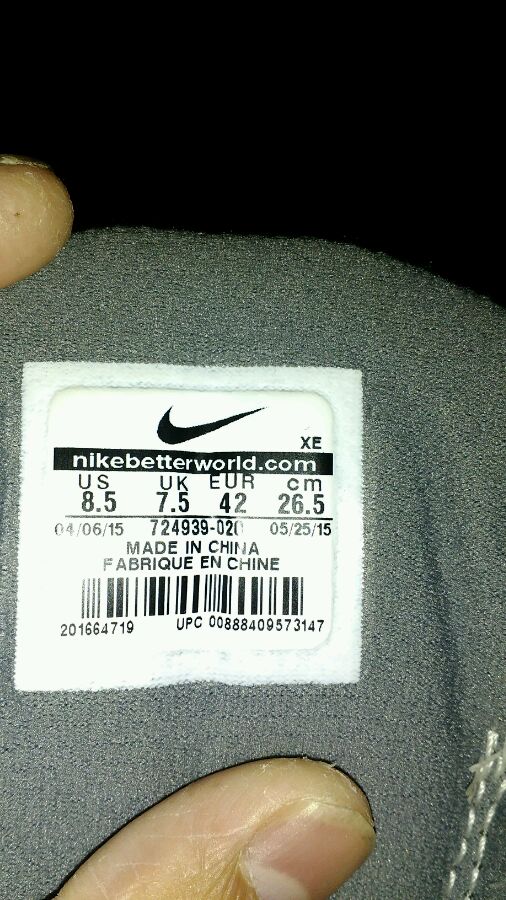 XE
nikebetterworld.com
US UK EUR cm
8.5 7.5 42 26.5
04/06/15 724939-020 05/25/15
MADE IN CHINA
FABRIQUE EN CHINE
201664719 UPC 00888409573147